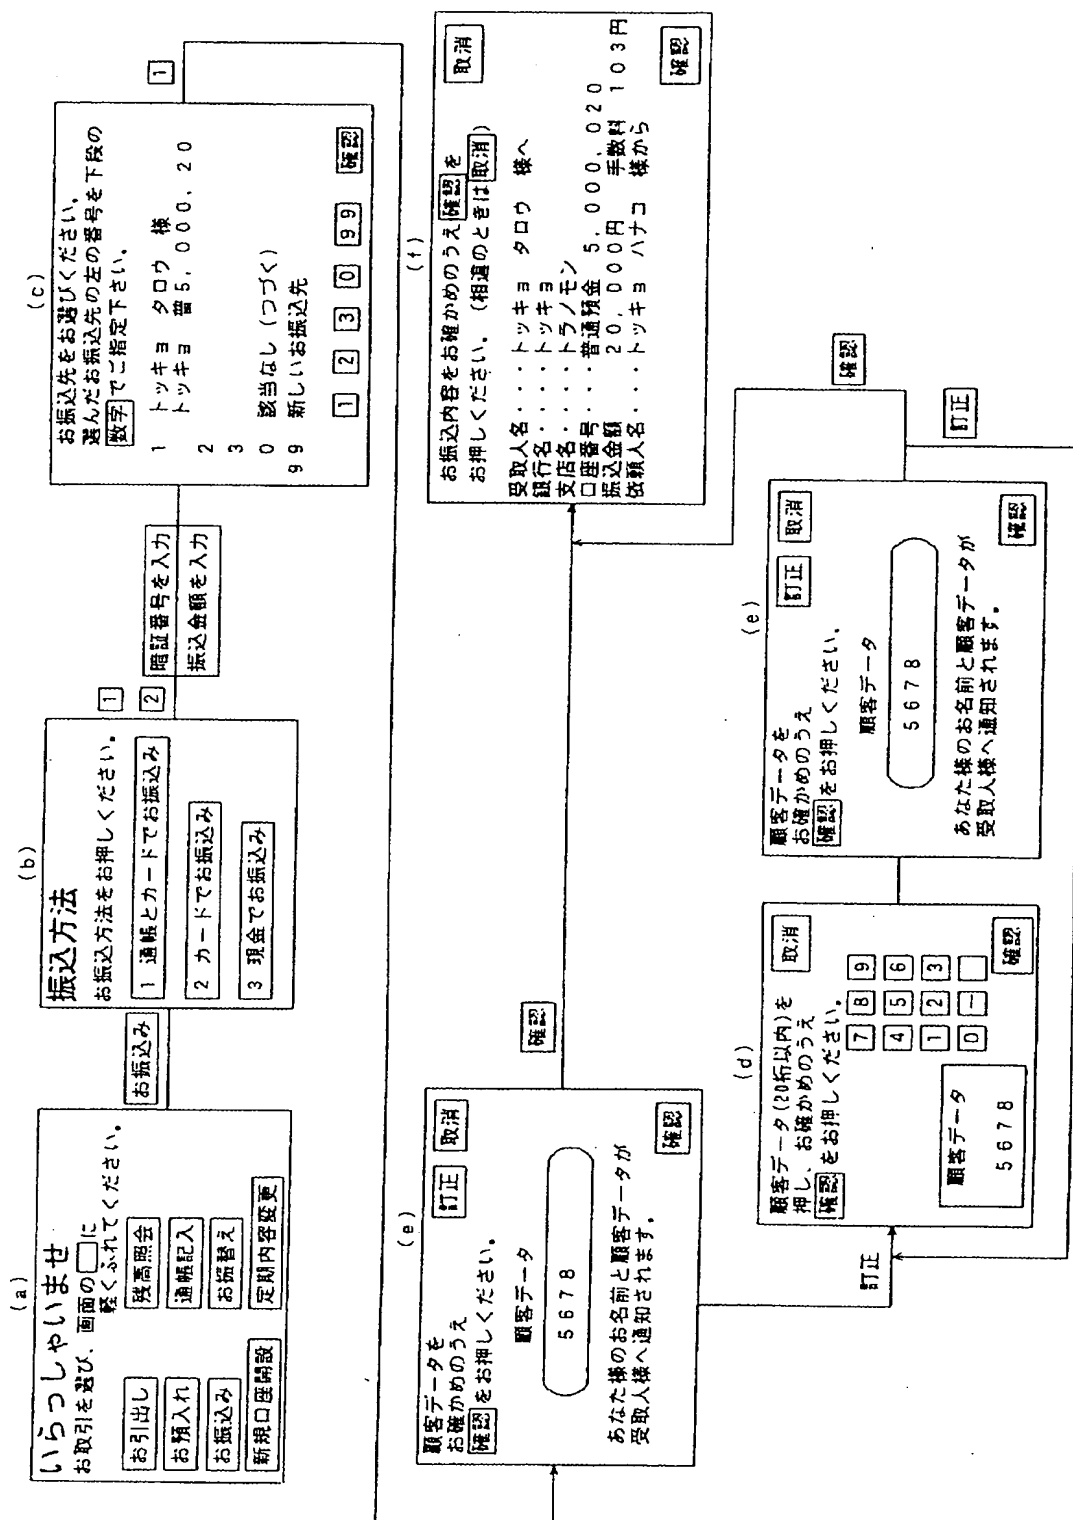 (a)
いらっしゃいませ
お取引を選び、画面の□に
軽くふれてください。
お引出し 残高照会
お預入れ 通帳記入
お振込み お振替え
新規口座開設 定期内容変更
お振込み
(b)
振込方法
お振込方法をお押しください。
1 通帳とカードでお振込み
2 カードでお振込み
3 現金でお振込み
1
2
暗証番号を入力
振込金額を入力
(c)
お振込先をお選びください。
選んだお振込先の左の番号を下段の
数字でご指定下さい。
1 トッキョ タロウ 様
トッキョ 普5,000,20
2
3
0 該当なし(つづく)
99 新しいお振込先
1 2 3 0 99 確認
1
(e)
顧客データを 訂正 取消
お確かめのうえ
確認をお押しください。
顧客データ
5678
あなた様のお名前と顧客データが
受取人様へ通知されます。
確認
確認
(f)
お振込内容をお確かめのうえ確認を 取消
お押しください。(相違のときは取消)
受取人名・・・トッキョ タロウ 様へ
銀行名・・・・トッキョ
支店名・・・・トラノモン
口座番号・・・普通預金 5,000,020
振込金額 20,000円 手数料 103円
依頼人名・・・トッキョ ハナコ 様から
確認
訂正
(d)
顧客データ(20桁以内)を 取消
押し、お確かめのうえ
確認をお押しください。
7 8 9
4 5 6
1 2 3
0 -
顧客データ
5678
確認
(e)
顧客データを 訂正 取消
お確かめのうえ
確認をお押しください。
顧客データ
5678
あなた様のお名前と顧客データが
受取人様へ通知されます。
確認
確認
訂正